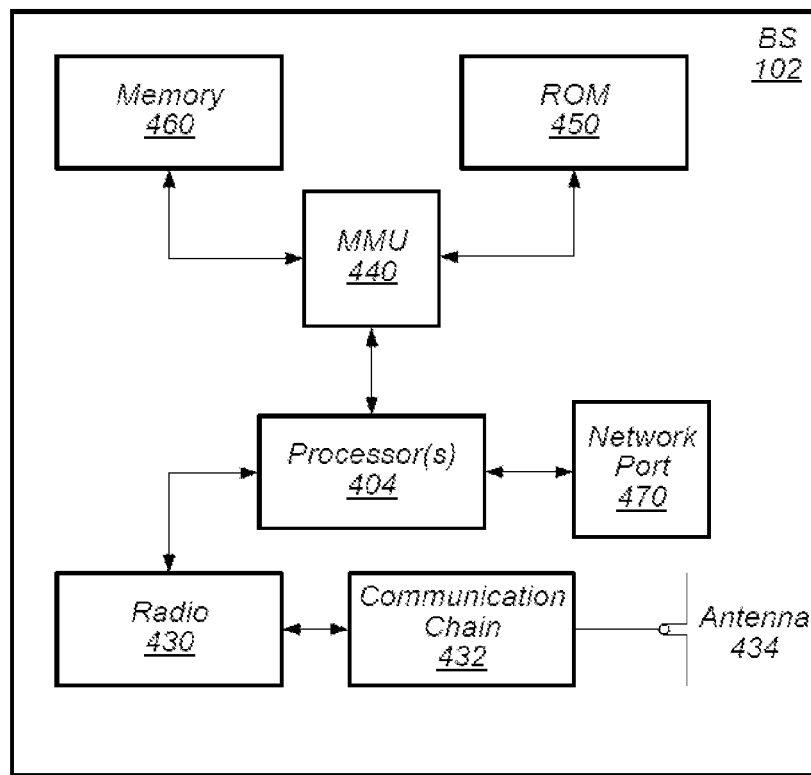 BS
102
Memory
460
ROM
450
MMU
440
Processor(s)
404
Network
Port
470
Radio
430
Communication
Chain
432
Antenna
434